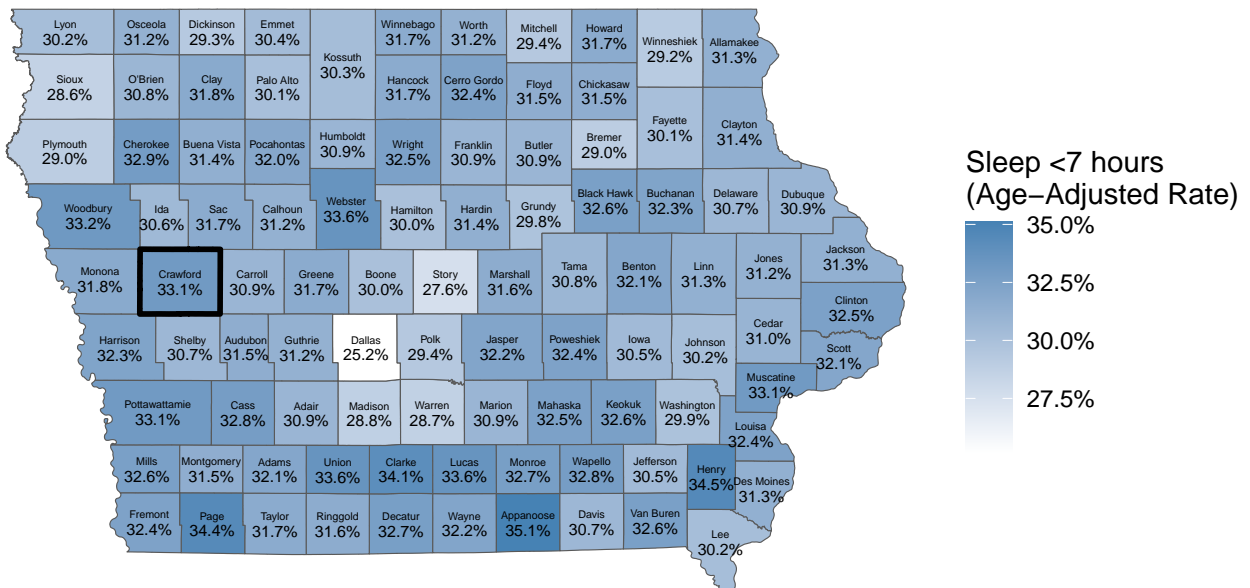 Lyon Osceola Dickinson Emmet Winnebago Worth Mitchell Howard Winneshiek Allamakee
30.2% 31.2% 29.3% 30.4% 31.7% 31.2% 29.4% 31.7% 29.2% 31.3%
Kossuth
30.3%
Sioux O'Brien Clay Palo Alto Hancock Cerro Gordo Floyd Chickasaw
28.6% 30.8% 31.8% 30.1% 31.7% 32.4% 31.5% 31.5%
Fayette Clayton
30.1% 31.4%
Plymouth Cherokee Buena Vista Pocahontas Humboldt Wright Franklin Butler Bremer
29.0% 32.9% 31.4% 32.0% 30.9% 32.5% 30.9% 30.9% 29.0%
Woodbury Ida Sac Calhoun Webster Hamilton Hardin Grundy Black Hawk Buchanan Delaware Dubuque
33.2% 30.6% 31.7% 31.2% 33.6% 30.0% 31.4% 29.8% 32.6% 32.3% 30.7% 30.9%
Monona Crawford Carroll Greene Boone Story Marshall Tama Benton Linn Jones Jackson
31.8% 33.1% 30.9% 31.7% 30.0% 27.6% 31.6% 30.8% 32.1% 31.3% 31.2% 31.3%
Clinton
32.5%
Harrison Shelby Audubon Guthrie Dallas Polk Jasper Poweshiek Iowa Johnson Cedar Scott
32.3% 30.7% 31.5% 31.2% 25.2% 29.4% 32.2% 32.4% 30.5% 30.2% 31.0% 32.1%
Muscatine
33.1%
Pottawattamie Cass Adair Madison Warren Marion Mahaska Keokuk Washington Louisa
33.1% 32.8% 30.9% 28.8% 28.7% 30.9% 32.5% 32.6% 29.9% 32.4%
Mills Montgomery Adams Union Clarke Lucas Monroe Wapello Jefferson Henry Des Moines
32.6% 31.5% 32.1% 33.6% 34.1% 33.6% 32.7% 32.8% 30.5% 34.5% 31.3%
Fremont Page Taylor Ringgold Decatur Wayne Appanoose Davis Van Buren Lee
32.4% 34.4% 31.7% 31.6% 32.7% 32.2% 35.1% 30.7% 32.6% 30.2%
Sleep <7 hours
(Age−Adjusted Rate)
35.0%
32.5%
30.0%
27.5%